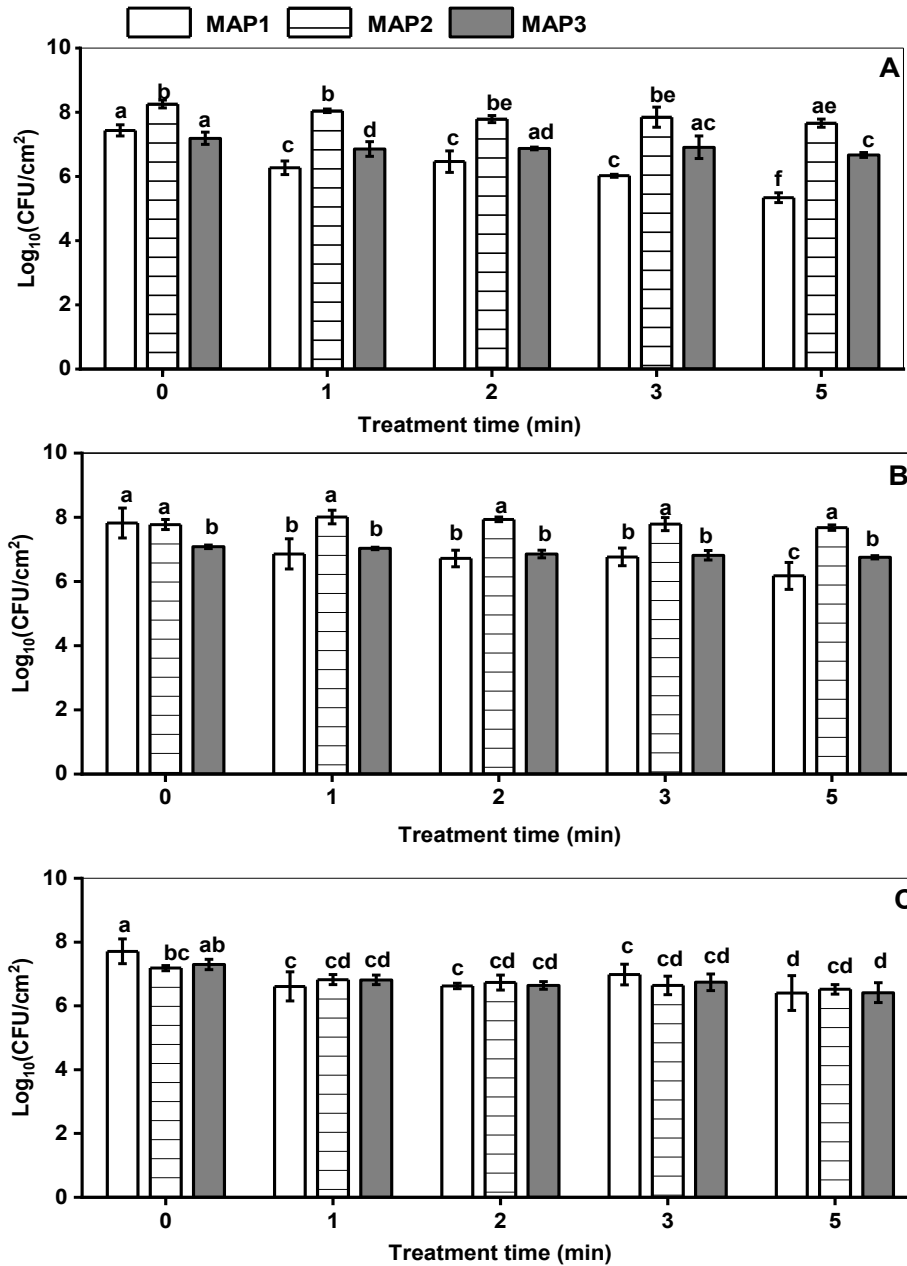 MAP1 MAP2 MAP3
A
10
8
6
4
2
0
Log10(CFU/cm2)
a b a c b d c be ad c be ac f ae c
0 1 2 3 5
Treatment time (min)
B
10
8
6
4
2
0
Log10(CFU/cm2)
a a b b a b b a b b a b c a b
0 1 2 3 5
Treatment time (min)
C
10
8
6
4
2
0
Log10(CFU/cm2)
a bc ab c cd cd c cd cd c cd cd d cd d
0 1 2 3 5
Treatment time (min)